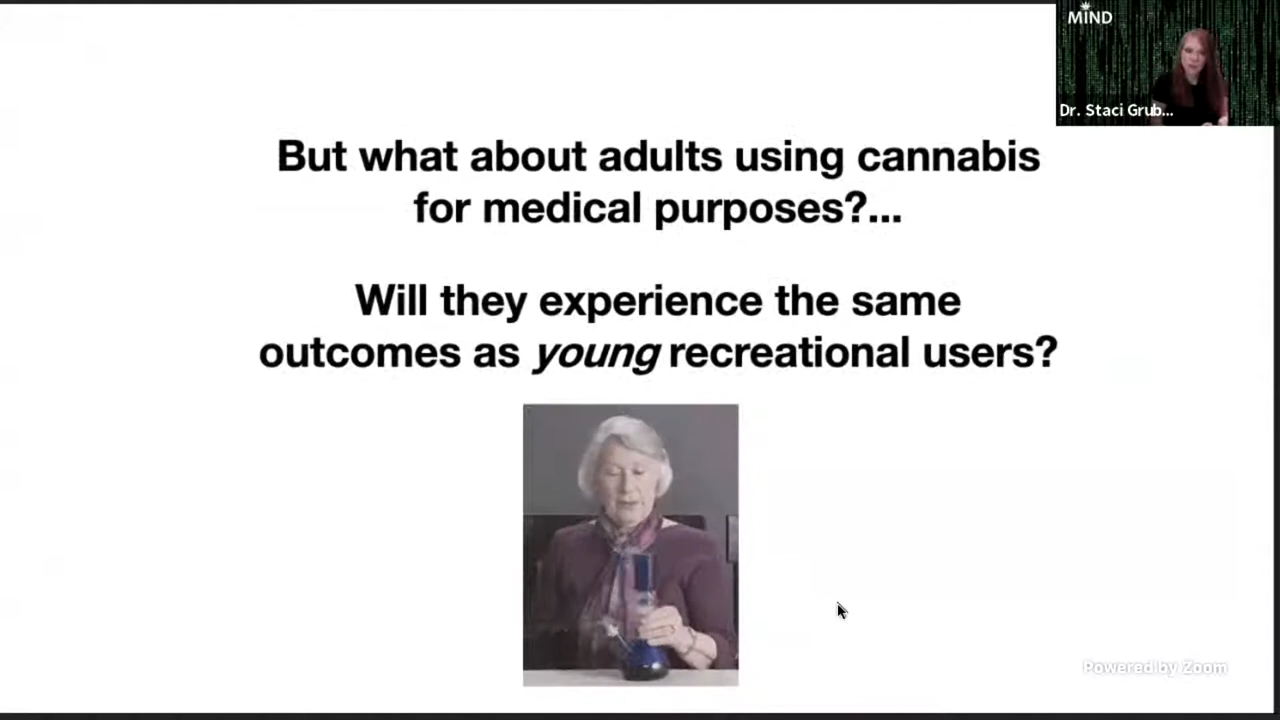 MIND
Dr. Staci Grub...
But what about adults using cannabis
for medical purposes?...
Will they experience the same
outcomes as young recreational users?
Powered by Zoom